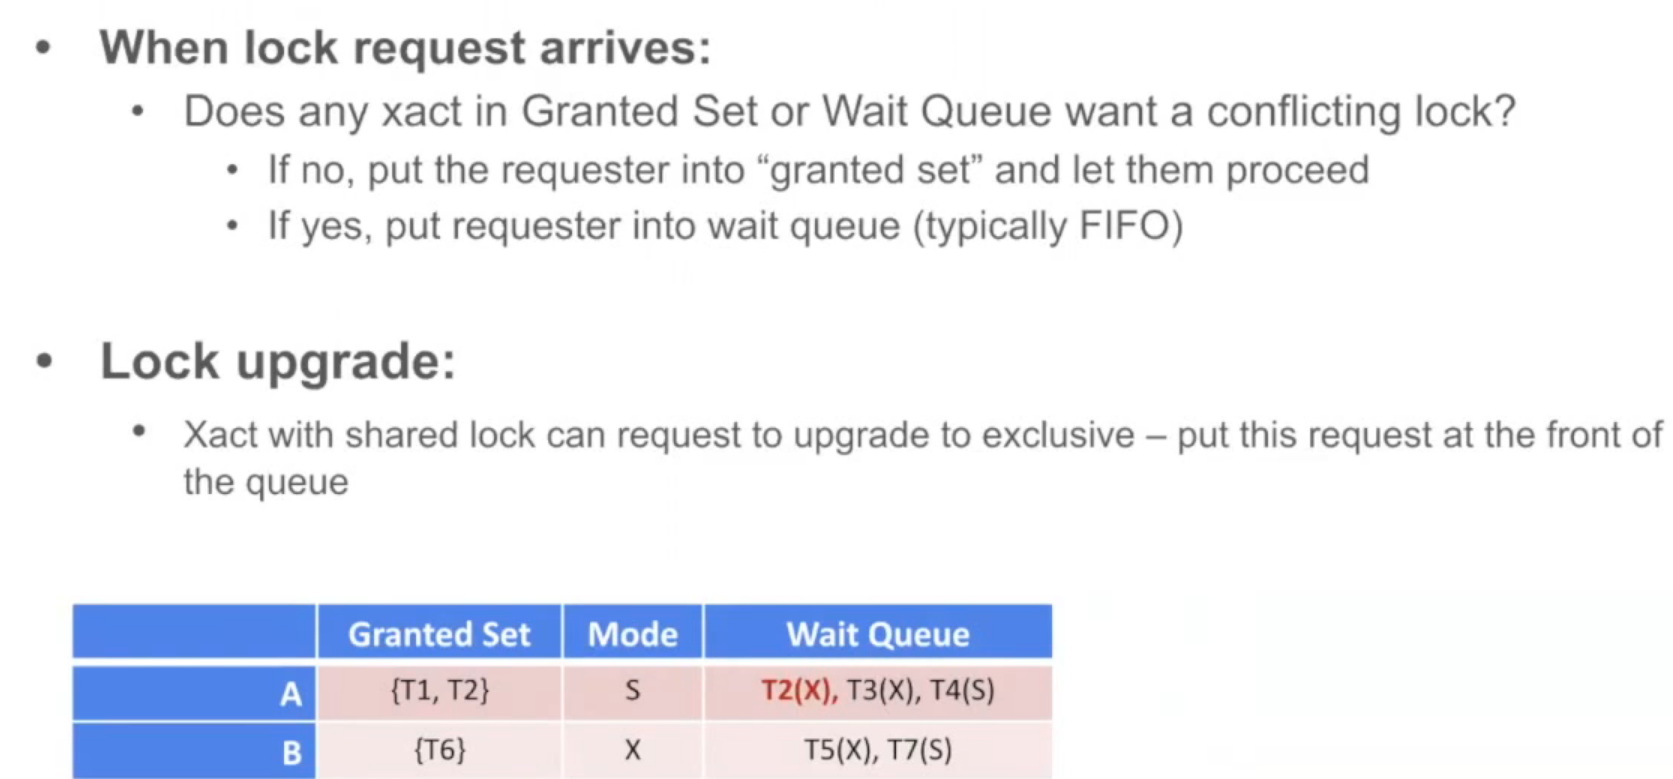 • When lock request arrives:
• Does any xact in Granted Set or Wait Queue want a conflicting lock?
• If no, put the requester into “granted set” and let them proceed
• If yes, put requester into wait queue (typically FIFO)
• Lock upgrade:
• Xact with shared lock can request to upgrade to exclusive – put this request at the front of
the queue
Granted Set Mode Wait Queue
A {T1, T2} S T2(X), T3(X), T4(S)
B {T6} X T5(X), T7(S)